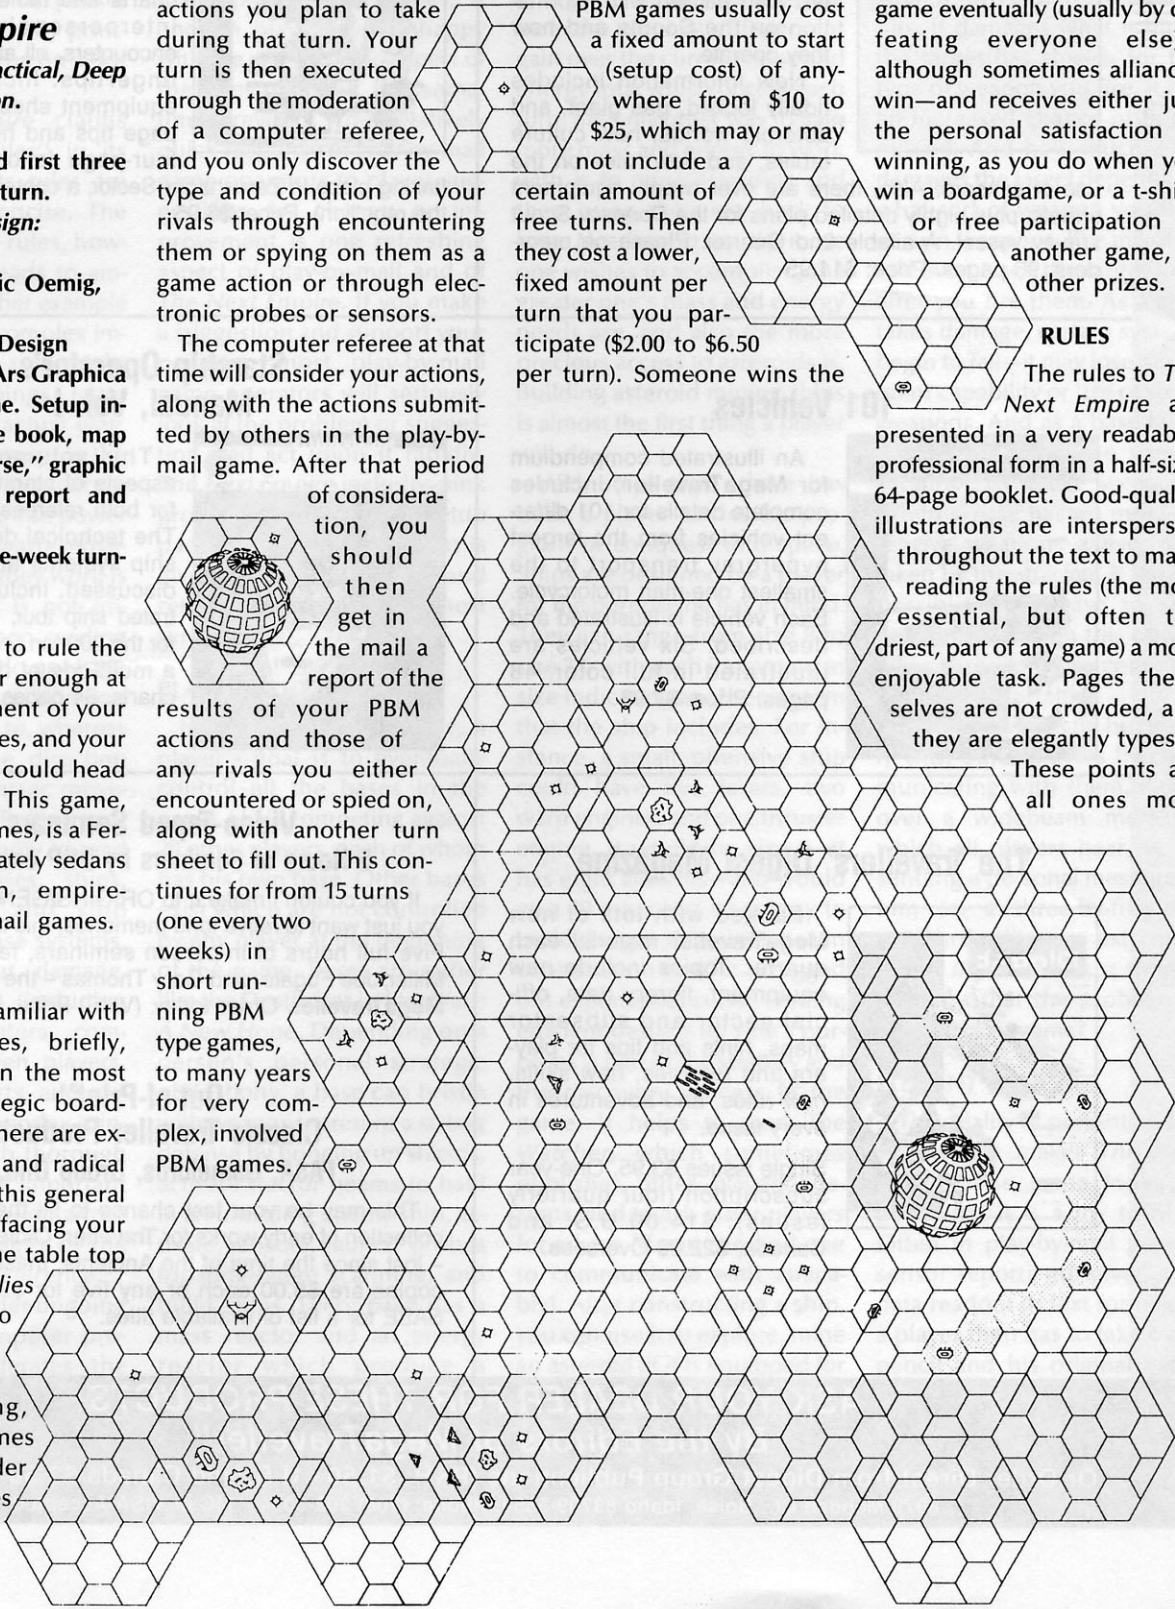 pire
actical, Deep
on.
d first three
turn.
sign:
ic Oemig,
Design
Ars Graphica
ne. Setup in-
e book, map
rse," graphic
report and
e-week turn-
to rule the
r enough at
nent of your
es, and your
could head
This game,
mes, is a Fer-
ately sedans
n, empire-
nail games.
amiliar with
es, briefly,
n the most
egic board-
here are ex-
and radical
this general
facing your
ne table top
lies
o
ng,
mes
der
es
actions you plan to take
during that turn. Your
turn is then executed
through the moderation
of a computer referee,
and you only discover the
type and condition of your
rivals through encountering
them or spying on them as a
game action or through elec-
tronic probes or sensors.
The computer referee at that
time will consider your actions,
along with the actions submit-
ted by others in the play-by-
mail game. After that period
of considera-
tion, you
should
then
get in
the mail a
report of the
results of your PBM
actions and those of
any rivals you either
encountered or spied on,
along with another turn
sheet to fill out. This con-
tinues for from 15 turns
(one every two
weeks) in
short run-
ning PBM
type games,
to many years
for very com-
plex, involved
PBM games.
PBM games usually cost
a fixed amount to start
(setup cost) of any-
where from $10 to
$25, which may or may
not include a
certain amount of
free turns. Then
they cost a lower,
fixed amount per
turn that you par-
ticipate ($2.00 to $6.50
per turn). Someone wins the
game eventually (usually by d
feating everyone else
although sometimes allianc
win—and receives either ju
the personal satisfaction
winning, as you do when y
win a boardgame, or a t-shi
or free participation
another game,
other prizes.
RULES
The rules to T
Next Empire a
presented in a very readab
professional form in a half-siz
64-page booklet. Good-quali
illustrations are interspers
throughout the text to ma
reading the rules (the mo
essential, but often t
driest, part of any game) a mo
enjoyable task. Pages the
selves are not crowded, a
they are elegantly types
These points a
all ones mo